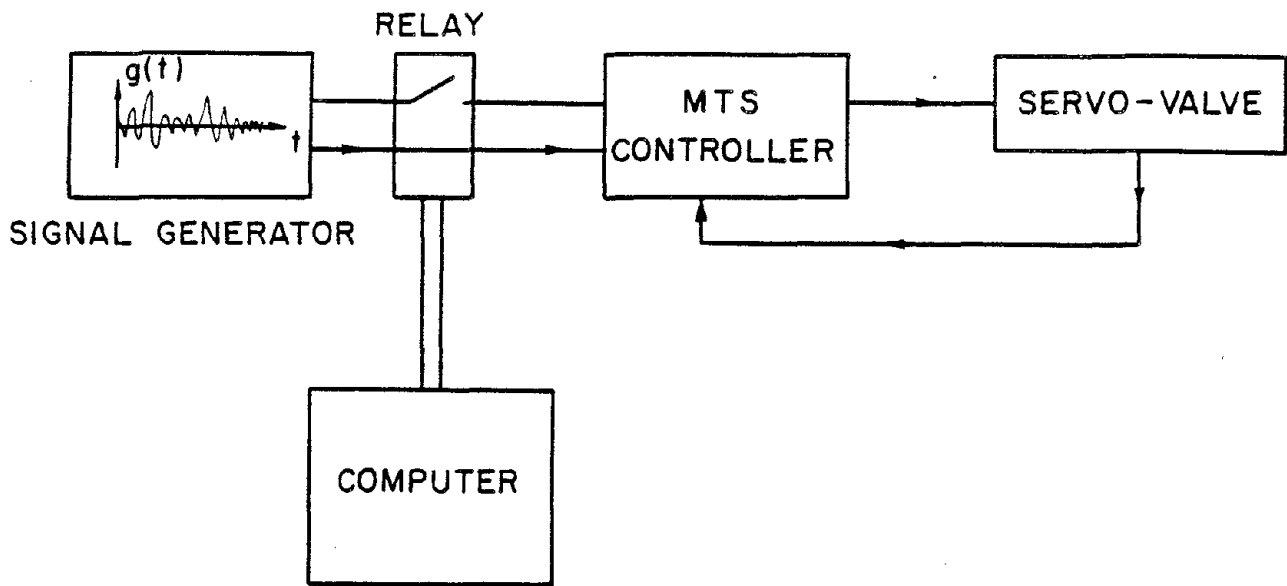 RELAY
g(t)
t
MTS
CONTROLLER
SERVO-VALVE
SIGNAL GENERATOR
COMPUTER